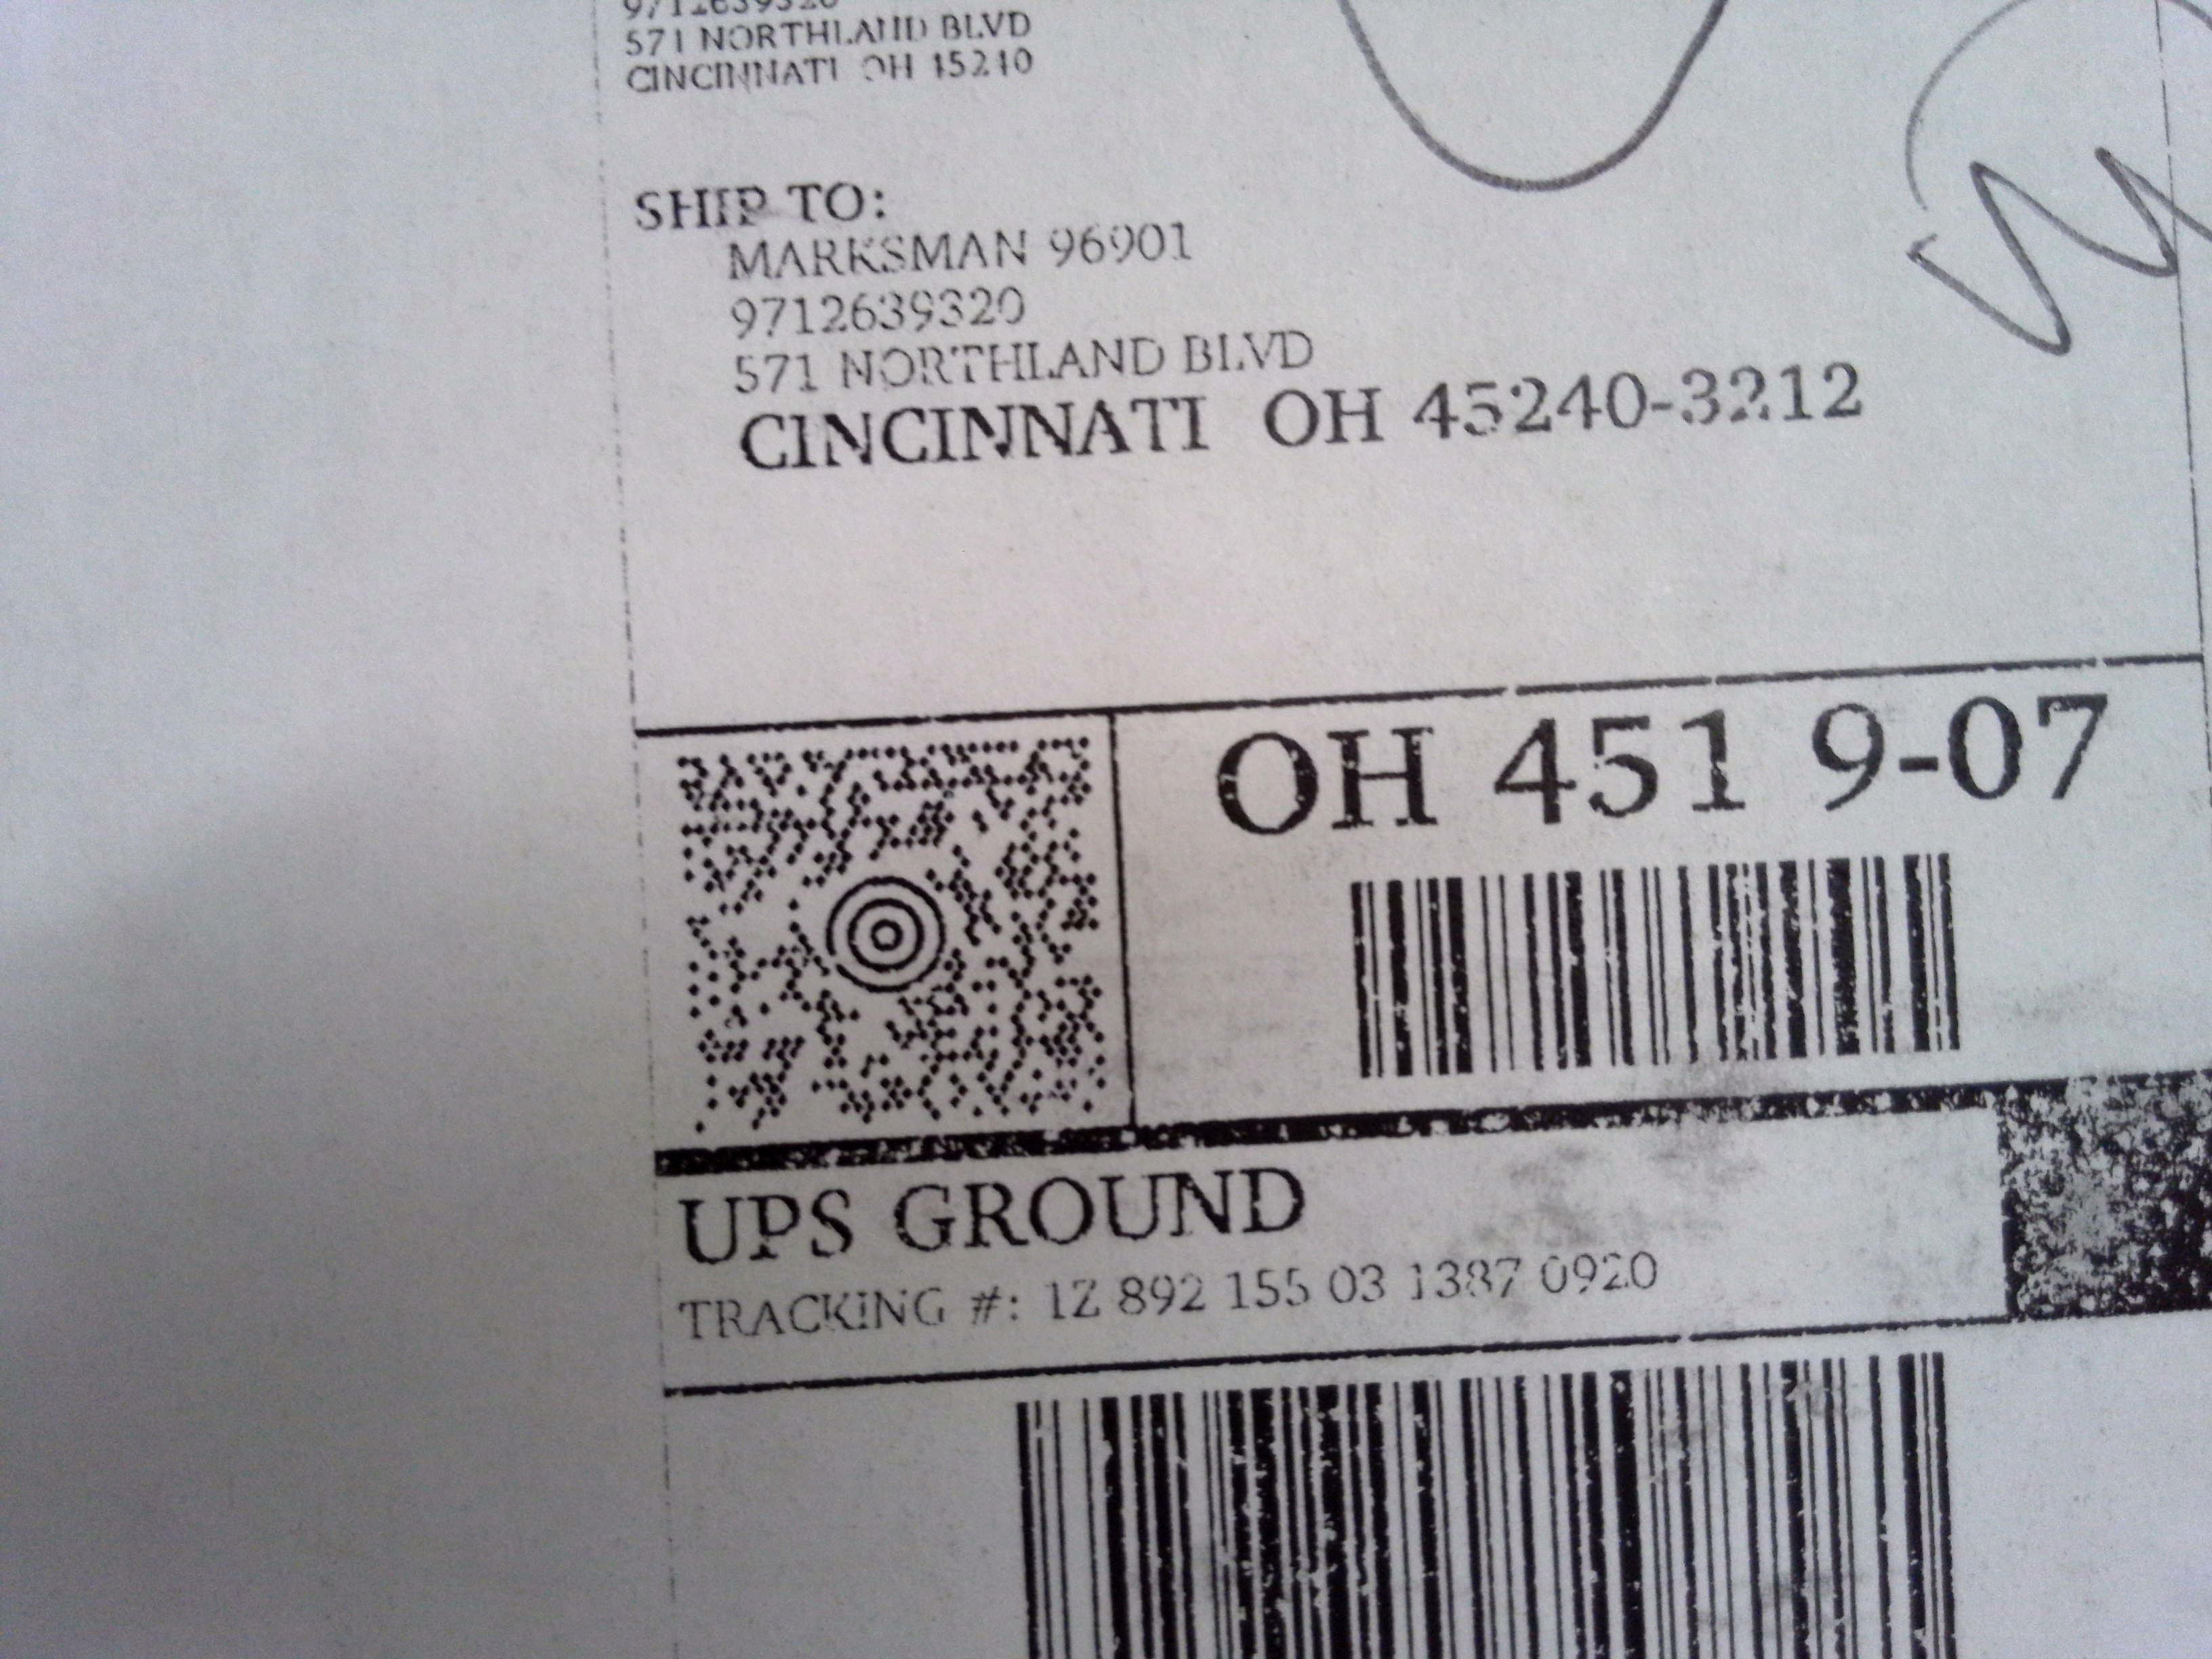 9712639320
571 NORTHLAND BLVD
CINCINNATI OH 45240
SHIP TO:
MARKSMAN 96901
9712639320
571 NORTHLAND BLVD
CINCINNATI OH 45240-3212
OH 451 9-07
UPS GROUND
TRACKING #: 1Z 892 155 03 1387 0920